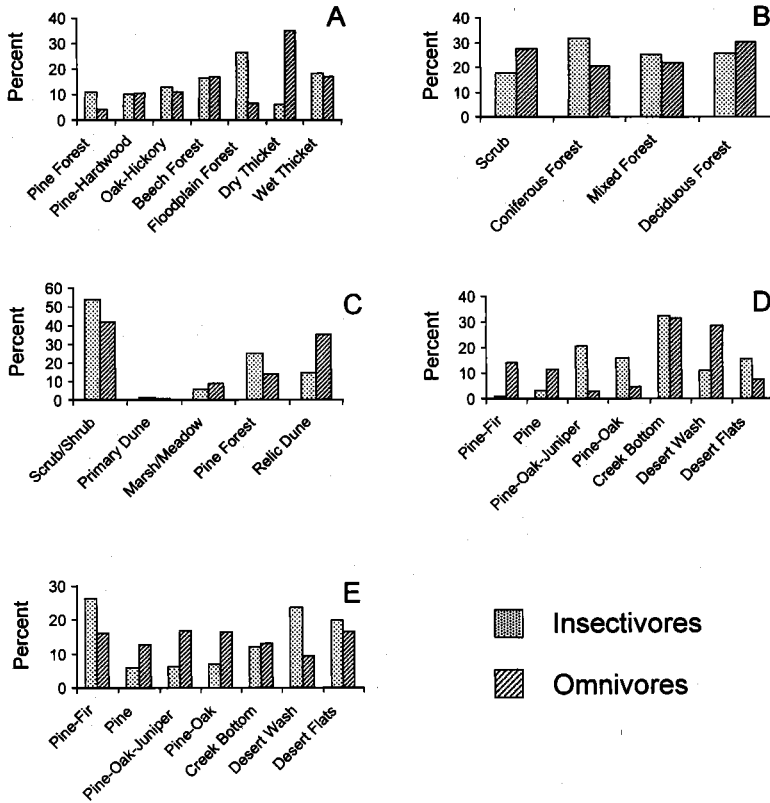 A
Percent
40
30
20
10
0
Pine Forest
Pine-Hardwood
Oak-Hickory
Beech Forest
Floodplain Forest
Dry Thicket
Wet Thicket
B
Percent
40
30
20
10
0
Scrub
Coniferous Forest
Mixed Forest
Deciduous Forest
C
Percent
60
50
40
30
20
10
0
Scrub/Shrub
Primary Dune
Marsh/Meadow
Pine Forest
Relic Dune
D
Percent
40
30
20
10
0
Pine-Fir
Pine
Pine-Oak-Juniper
Pine-Oak
Creek Bottom
Desert Wash
Desert Flats
E
Percent
30
20
10
0
Pine-Fir
Pine
Pine-Oak-Juniper
Pine-Oak
Creek Bottom
Desert Wash
Desert Flats
Insectivores
Omnivores